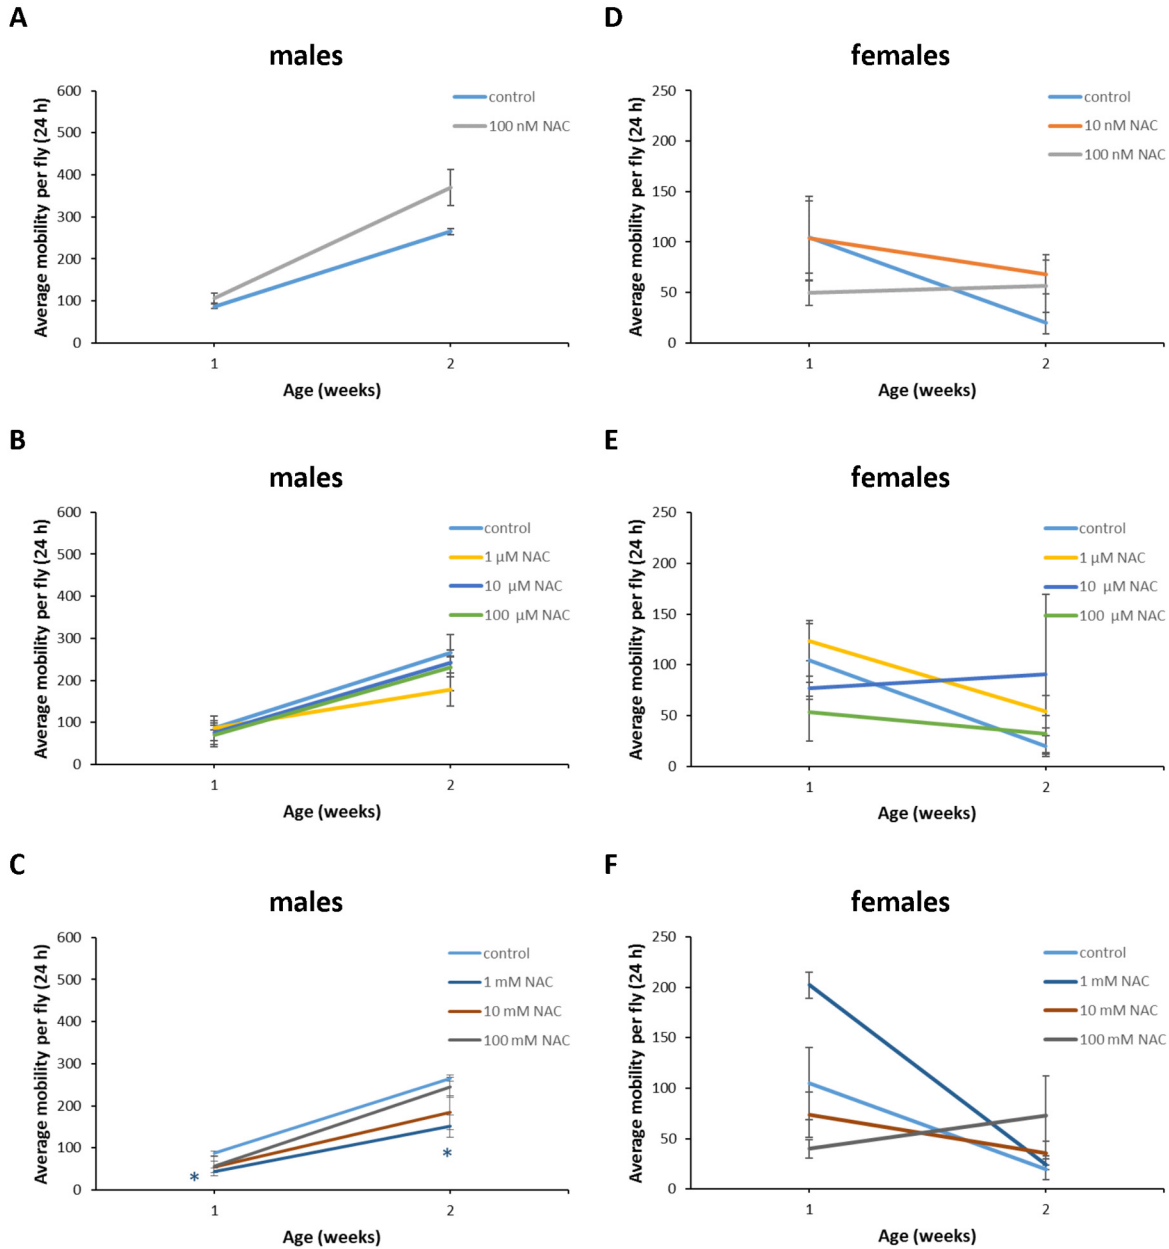 A
males
Average mobility per fly (24 h)
600
500
400
300
200
100
0
control
100 nM NAC
1
2
Age (weeks)
D
females
Average mobility per fly (24 h)
250
200
150
100
50
0
control
10 nM NAC
100 nM NAC
1
2
Age (weeks)
B
males
Average mobility per fly (24 h)
600
500
400
300
200
100
0
control
1 µM NAC
10 µM NAC
100 µM NAC
1
2
Age (weeks)
E
females
Average mobility per fly (24 h)
250
200
150
100
50
0
control
1 µM NAC
10 µM NAC
100 µM NAC
1
2
Age (weeks)
C
males
Average mobility per fly (24 h)
600
500
400
300
200
100
0
control
1 mM NAC
10 mM NAC
100 mM NAC
*
*
1
2
Age (weeks)
F
females
Average mobility per fly (24 h)
250
200
150
100
50
0
control
1 mM NAC
10 mM NAC
100 mM NAC
1
2
Age (weeks)